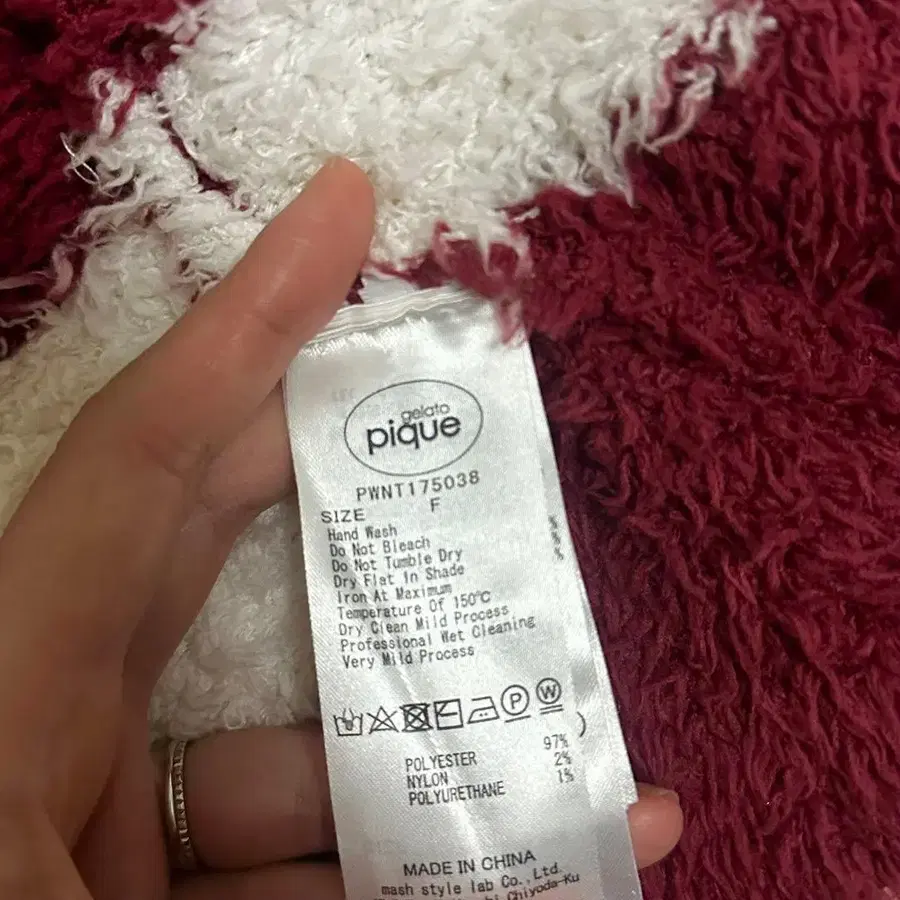 gelato
pique
PWNT175038
SIZE F
Hand Wash
Do Not Bleach
Do Not Tumble Dry
Dry Flat In Shade
Iron At Maximum
Temperature Of 150℃
Dry Clean Mild Process
Professional Wet Cleaning
Very Mild Process
P W
POLYESTER 97%
NYLON 2%
POLYURETHANE 1%
MADE IN CHINA
mash style lab Co.,Ltd.
Chiyoda-Ku